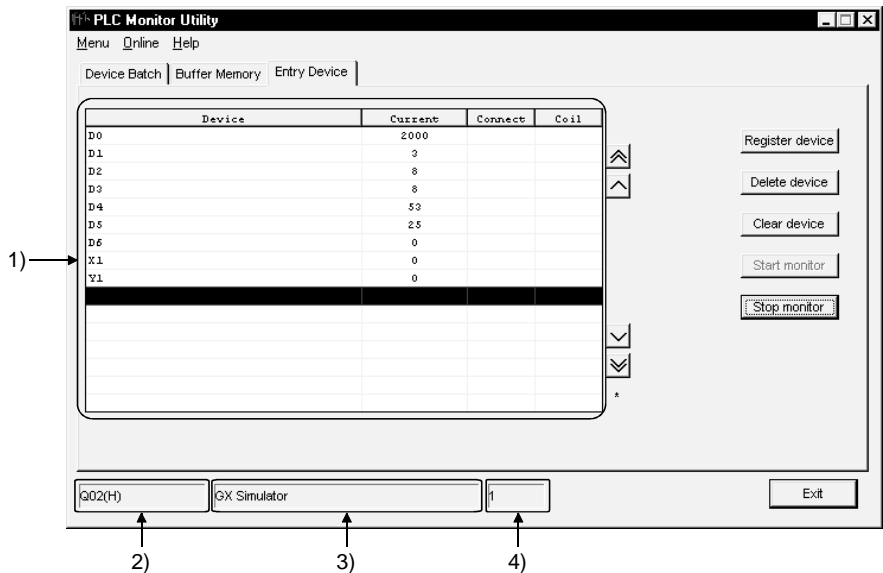 PLC Monitor Utility
Menu Online Help
Device Batch Buffer Memory Entry Device
Device Current Connect Coil
D0 2000
D1 3
D2 8
D3 8
D4 53
D5 25
D6 0
X1 0
Y1 0
Register device
Delete device
Clear device
Start monitor
Stop monitor
*
1)
Q02(H) GX Simulator 1 Exit
2) 3) 4)